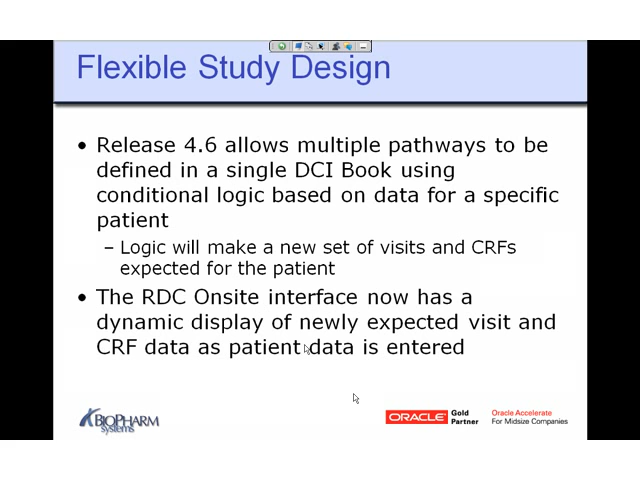 Flexible Study Design
• Release 4.6 allows multiple pathways to be
defined in a single DCI Book using
conditional logic based on data for a specific
patient
– Logic will make a new set of visits and CRFs
expected for the patient
• The RDC Onsite interface now has a
dynamic display of newly expected visit and
CRF data as patient data is entered
BIOPHARM
systems
ORACLE
Gold
Partner
Oracle Accelerate
For Midsize Companies